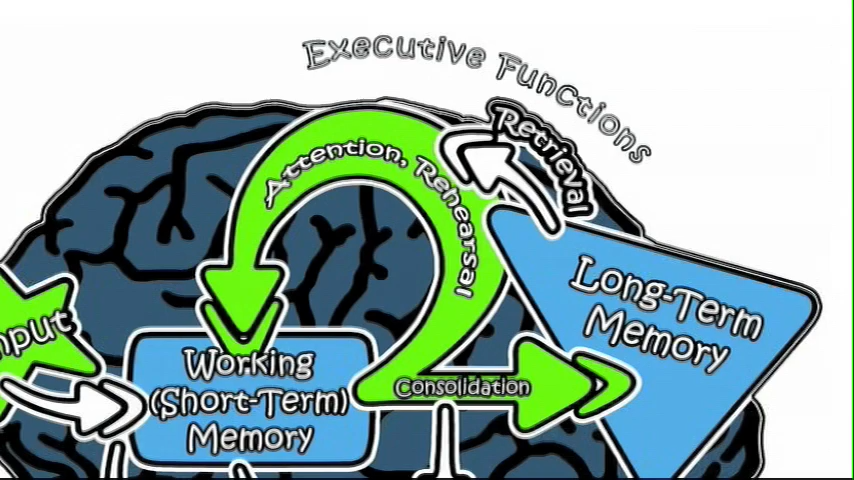 Executive Functions
Retrieval
Attention, Rehearsal
Long-Term
Memory
nput
Working
(Short-Term)
Memory
Consolidation